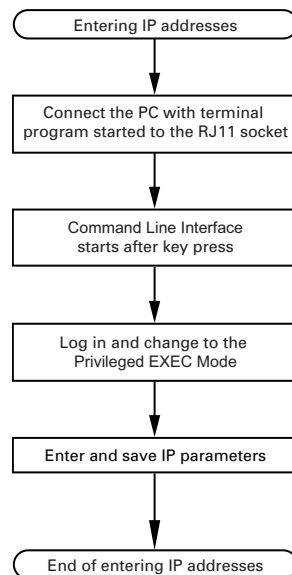 Entering IP addresses
Connect the PC with terminal
program started to the RJ11 socket
Command Line Interface
starts after key press
Log in and change to the
Privileged EXEC Mode
Enter and save IP parameters
End of entering IP addresses